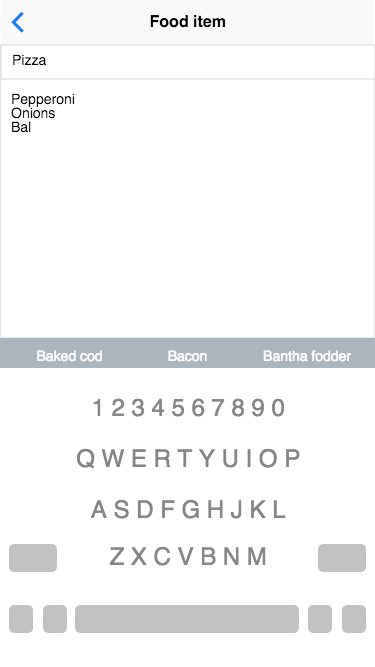 Food item
Pizza
Pepperoni
Onions
Bal
Baked cod Bacon Bantha fodder
1 2 3 4 5 6 7 8 9 0
Q W E R T Y U I O P
A S D F G H J K L
Z X C V B N M